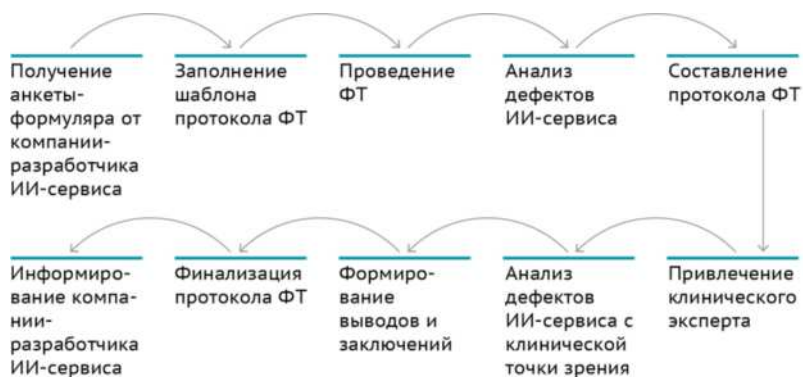 Получение
анкеты-
формуляра от
компании-
разработчика
ИИ-сервиса
Заполнение
шаблона
протокола ФТ
Проведение
ФТ
Анализ
дефектов
ИИ-сервиса
Составление
протокола ФТ
Привлечение
клинического
эксперта
Анализ
дефектов
ИИ-сервиса с
клинической
точки зрения
Формиро-
вание
выводов и
заключений
Финализация
протокола ФТ
Информиро-
вание компа-
нии-
разработчика
ИИ-сервиса